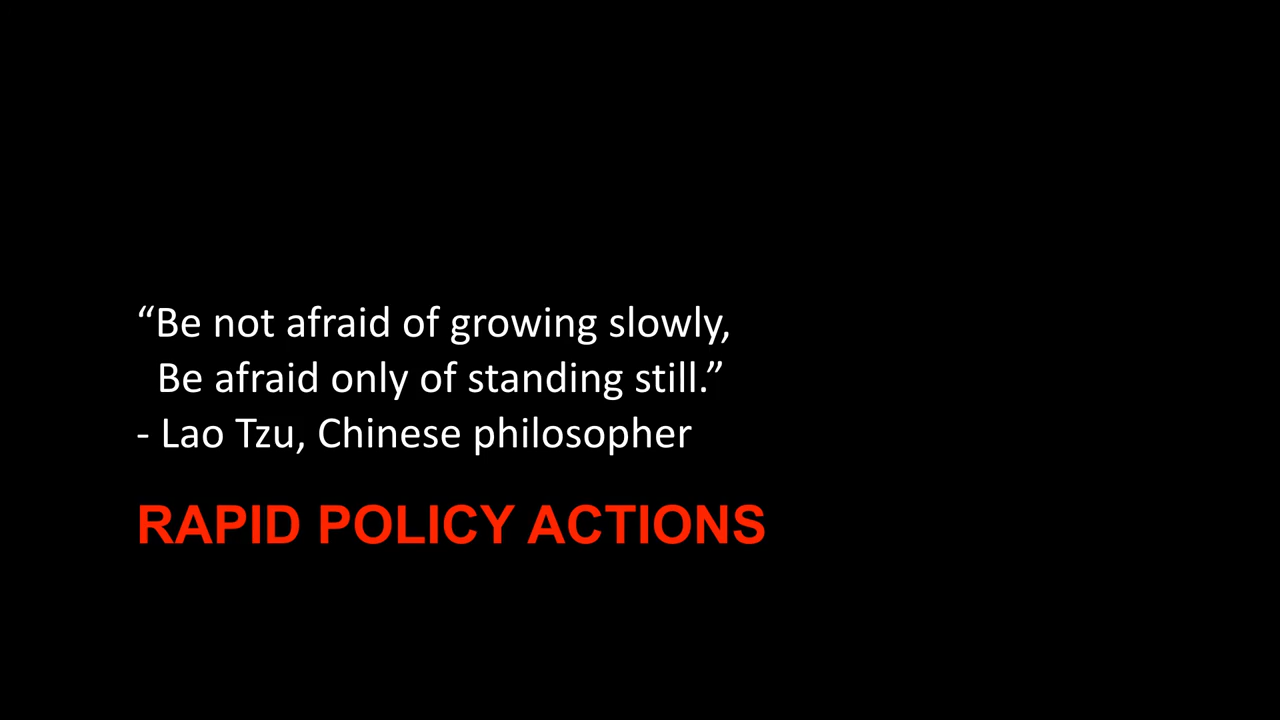 “Be not afraid of growing slowly,
Be afraid only of standing still.”
- Lao Tzu, Chinese philosopher
RAPID POLICY ACTIONS